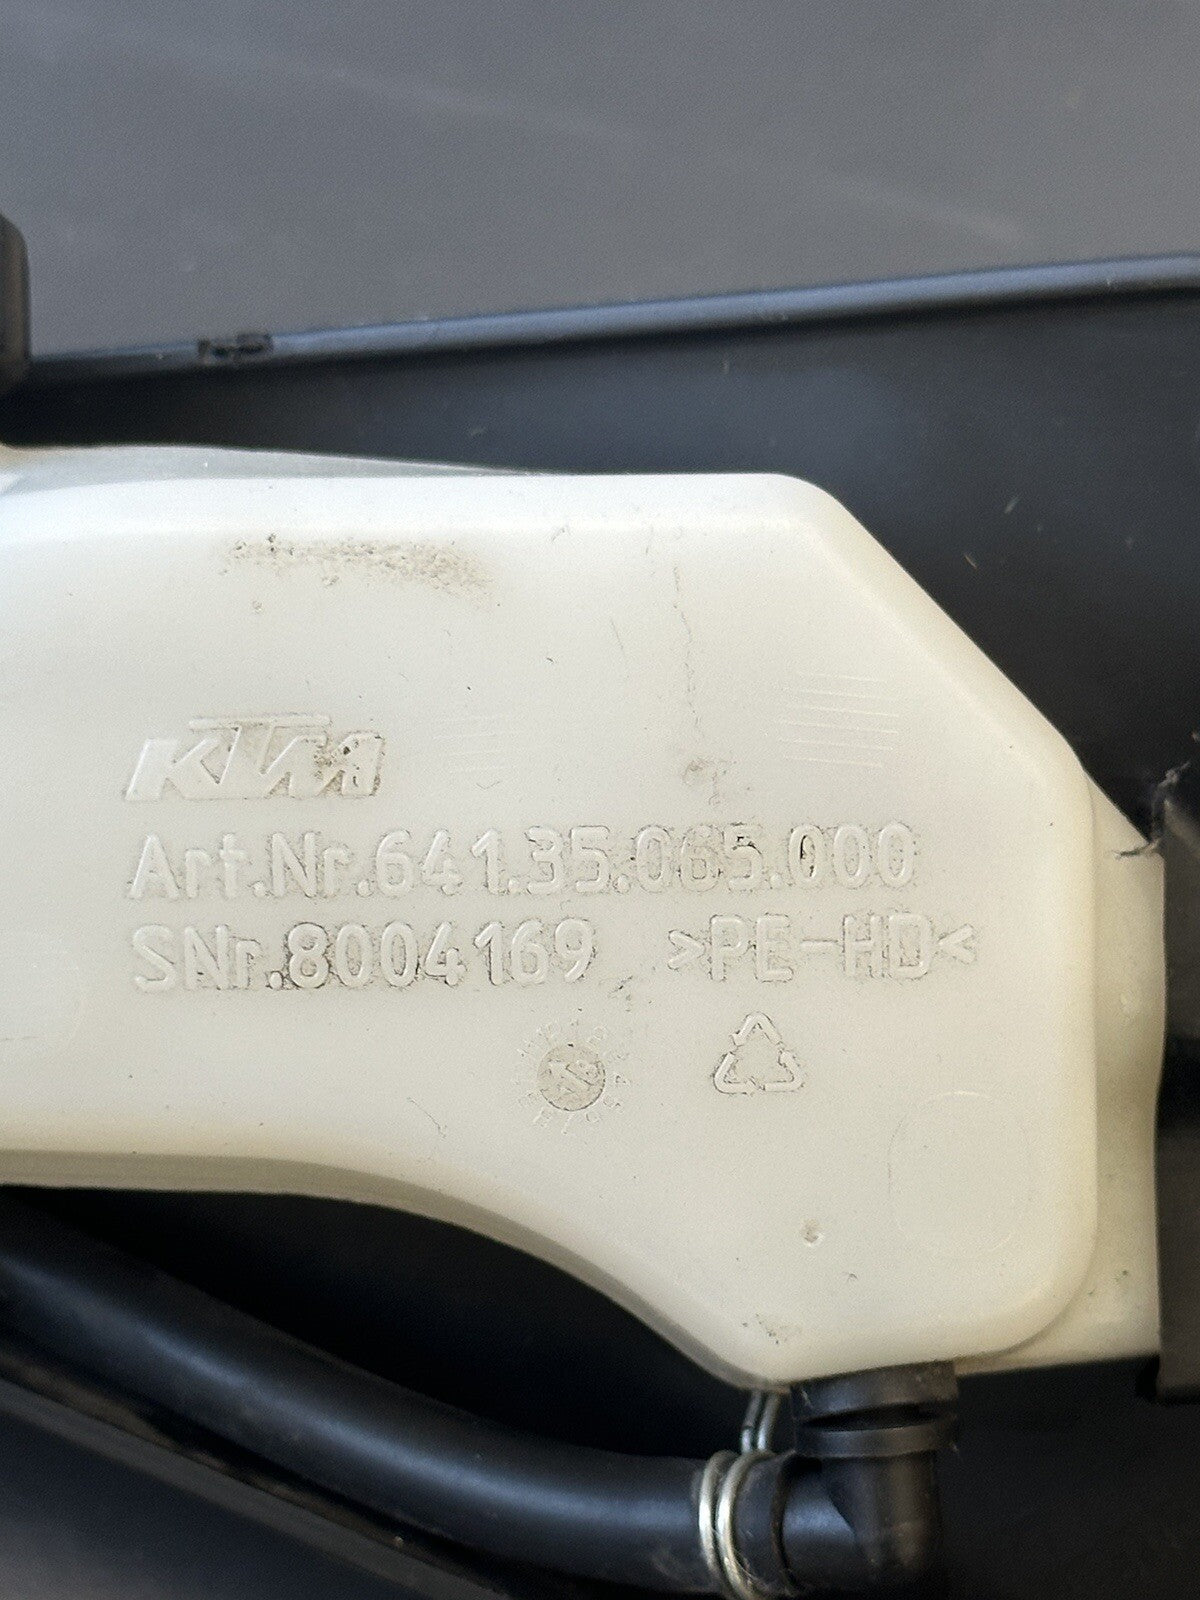 KTM
Art.Nr.641.35.065.000
SNr.8004169 >PE-HD<